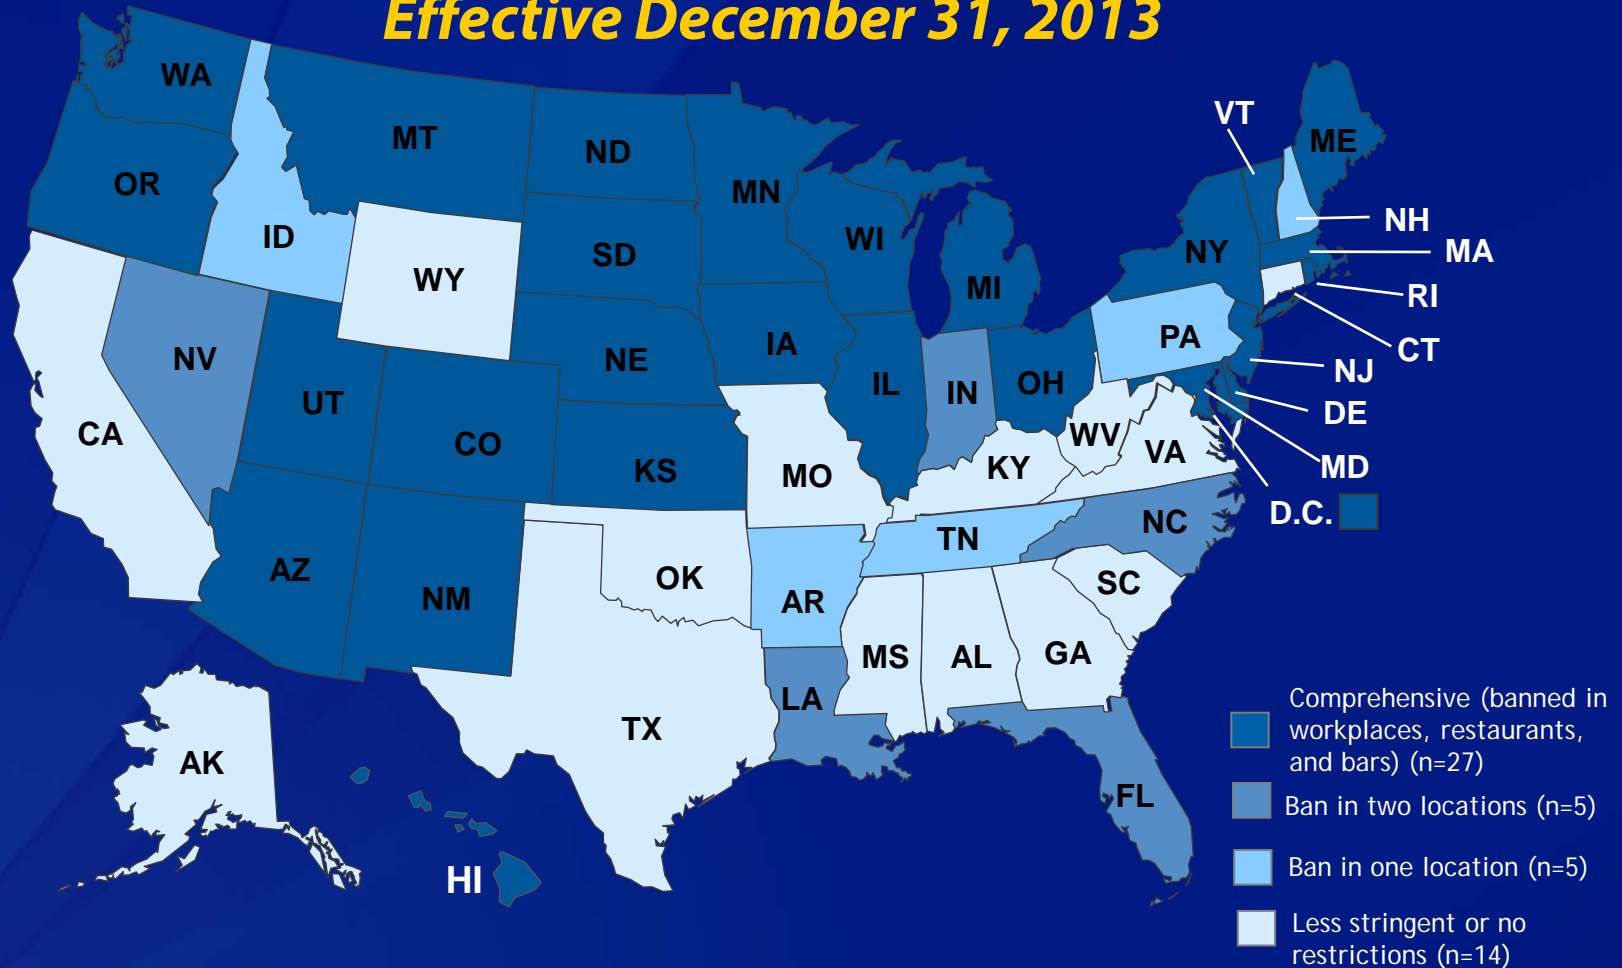 Effective December 31, 2013
WA
MT
ND
MN
VT
ME
OR
ID
WY
SD
WI
MI
NY
NH
MA
RI
CT
NV
UT
CO
NE
IA
IL
IN
OH
PA
NJ
DE
MD
D.C.
CA
AZ
NM
KS
MO
KY
WV
VA
OK
AR
TN
NC
SC
TX
LA
MS
AL
GA
FL
AK
HI
Comprehensive (banned in
workplaces, restaurants,
and bars) (n=27)
Ban in two locations (n=5)
Ban in one location (n=5)
Less stringent or no
restrictions (n=14)